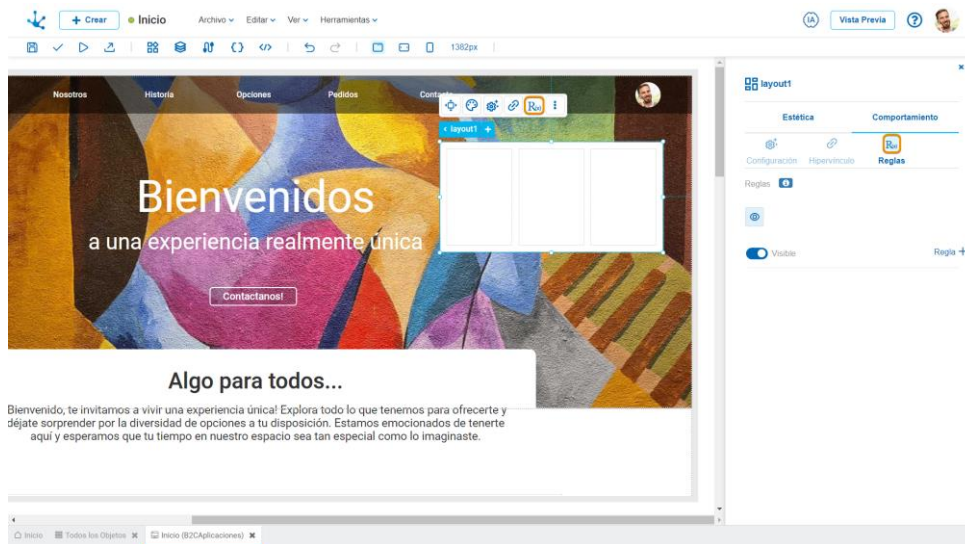 + Crear
Inicio
Archivo
Editar
Ver
Herramientas
IA
Vista Previa
?
1382px
Nosotros
Historia
Opciones
Pedidos
Contacto
layout1 +
Bienvenidos
a una experiencia realmente única
Contactanos!
Algo para todos...
Bienvenido, te invitamos a vivir una experiencia única! Explora todo lo que tenemos para ofrecerte y
déjate sorprender por la diversidad de opciones a tu disposición. Estamos emocionados de tenerte
aquí y esperamos que tu tiempo en nuestro espacio sea tan especial como lo imaginaste.
layout1
Estética
Comportamiento
Configuración
Hipervínculo
Reglas
Reglas
Visible
Regla +
Inicio
Todos los Objetos
Inicio (B2CAplicaciones)